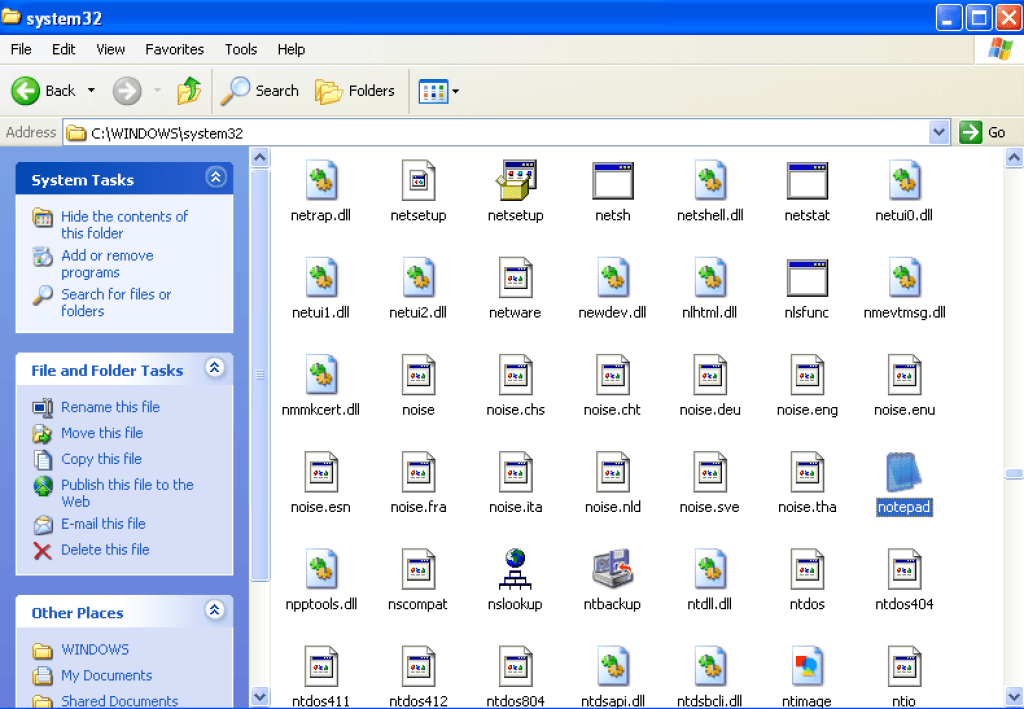 system32
File Edit View Favorites Tools Help
Back Search Folders
Address C:\WINDOWS\system32 Go
System Tasks
Hide the contents of
this folder
Add or remove
programs
Search for files or
folders
File and Folder Tasks
Rename this file
Move this file
Copy this file
Publish this file to the
Web
E-mail this file
Delete this file
Other Places
WINDOWS
My Documents
Shared Documents
netrap.dll netsetup netsetup netsh netshell.dll netstat netui0.dll
netui1.dll netui2.dll netware newdev.dll nlhtml.dll nlsfunc nmevtmsg.dll
nmmkcert.dll noise noise.chs noise.cht noise.deu noise.eng noise.enu
noise.esn noise.fra noise.ita noise.nld noise.sve noise.tha notepad
npptools.dll nscompat nslookup ntbackup ntdll.dll ntdos ntdos404
ntdos411 ntdos412 ntdos804 ntdsapi.dll ntdsbcli.dll ntimage ntio